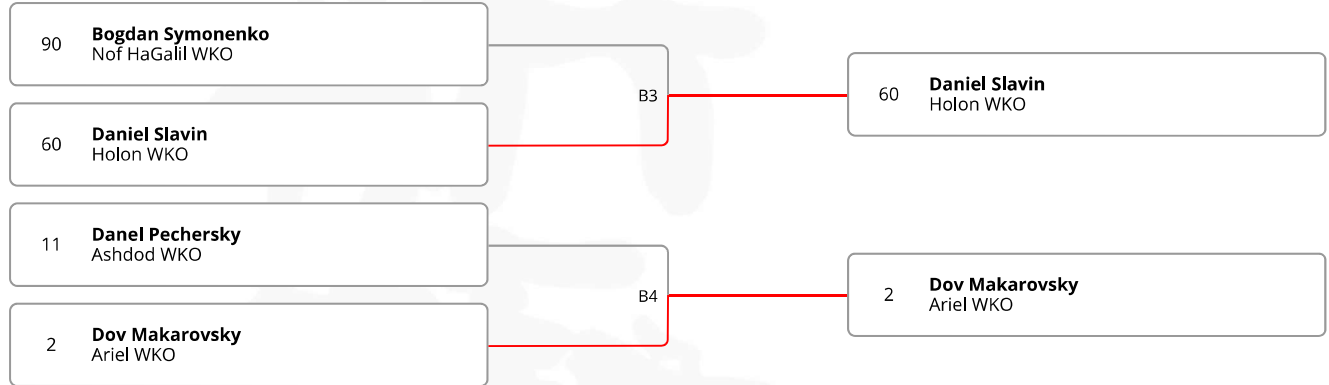 90
Bogdan Symonenko
Nof HaGalil WKO
60
Daniel Slavin
Holon WKO
B3
60
Daniel Slavin
Holon WKO
11
Danel Pechersky
Ashdod WKO
2
Dov Makarovsky
Ariel WKO
B4
2
Dov Makarovsky
Ariel WKO